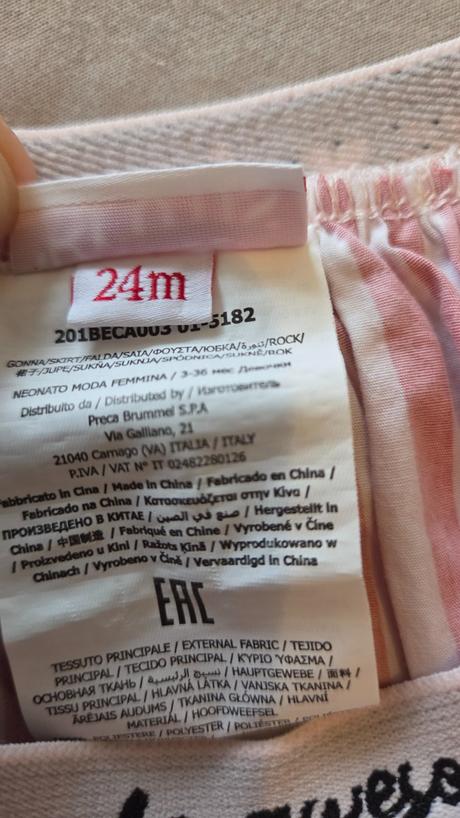 24m
201BECA003 01-5182
GONNA/SKIRT/FALDA/SAIA/ΦΟΥΣΤΑ/ЮБКА/تنورة/ROCK/
裙子/JUPE/SUKŇA/SUKNJA/SPÓDNICA/SUKNĚ/ROK
NEONATO MODA FEMMINA / 3-36 мес Девочки
Distribuito da / Distributed by / Изготовитель
Preca Brummel S.P.A
Via Galliano, 21
21040 Carnago (VA) ITALIA / ITALY
P.IVA / VAT N° IT 02482280126
Fabbricato in Cina / Made in China / Fabricado en China /
Fabricado na China / Κατασκευάζεται στην Κίνα /
ПРОИЗВЕДЕНО В КИТАЕ / صنع في الصين / Hergestellt in
China / 中国制造 / Fabriqué en Chine / Vyrobené v Číne
/ Proizvedeno u Kini / Ražots Ķīnā / Wyprodukowano w
Chinach / Vyrobeno v Číně / Vervaardigd in China
EAC
TESSUTO PRINCIPALE / EXTERNAL FABRIC / TEJIDO
PRINCIPAL / TECIDO PRINCIPAL / ΚΥΡΙΟ ΎΦΑΣΜΑ /
ОСНОВНАЯ ТКАНЬ / نسيج الرئيسية / HAUPTGEWEBE / 面料 /
TISSU PRINCIPAL / HLAVNÁ LÁTKA / VANJSKA TKANINA /
ĀRĒJAIS AUDUMS / TKANINA GŁÓWNA / HLAVNÍ
MATERIÁL / HOOFDWEEFSEL
POLIESTERE / POLYESTER / POLIÉSTER /